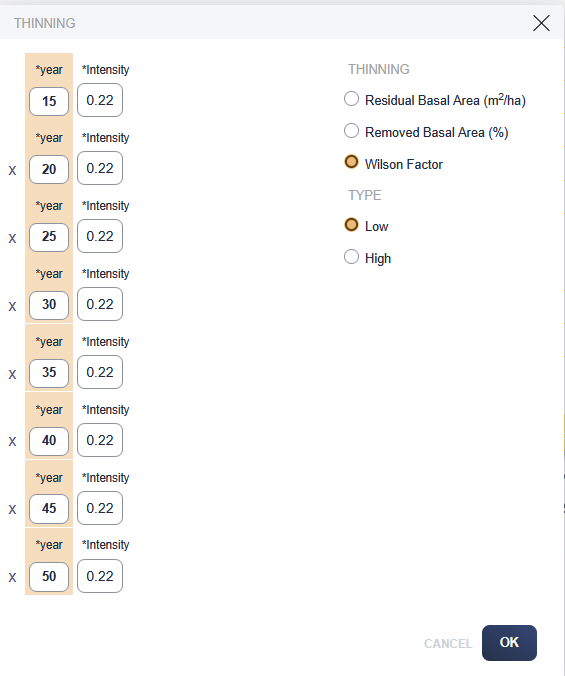 THINNING
*year *Intensity
15 0.22
*year *Intensity
x 20 0.22
*year *Intensity
x 25 0.22
*year *Intensity
x 30 0.22
*year *Intensity
x 35 0.22
*year *Intensity
x 40 0.22
*year *Intensity
x 45 0.22
*year *Intensity
x 50 0.22
THINNING
Residual Basal Area (m²/ha)
Removed Basal Area (%)
Wilson Factor
TYPE
Low
High
CANCEL OK